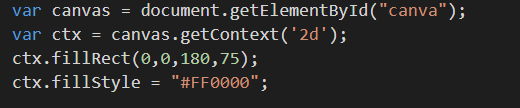 var canvas = document.getElementById("canva");
var ctx = canvas.getContext('2d');
ctx.fillRect(0,0,180,75);
ctx.fillStyle = "#FF0000";